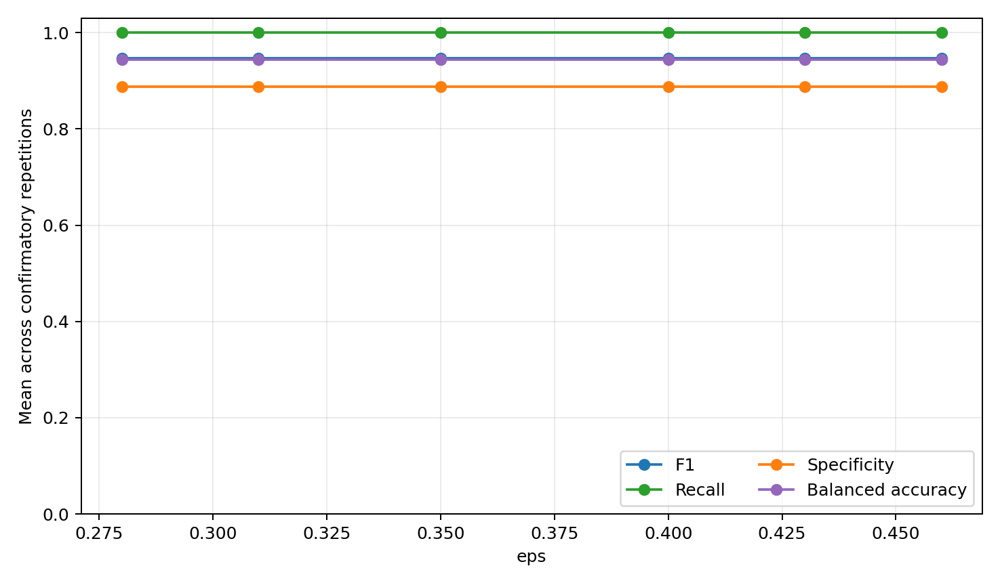 Mean across confirmatory repetitions
1.0
0.8
0.6
0.4
0.2
0.0
F1
Specificity
Recall
Balanced accuracy
0.275 0.300 0.325 0.350 0.375 0.400 0.425 0.450
eps